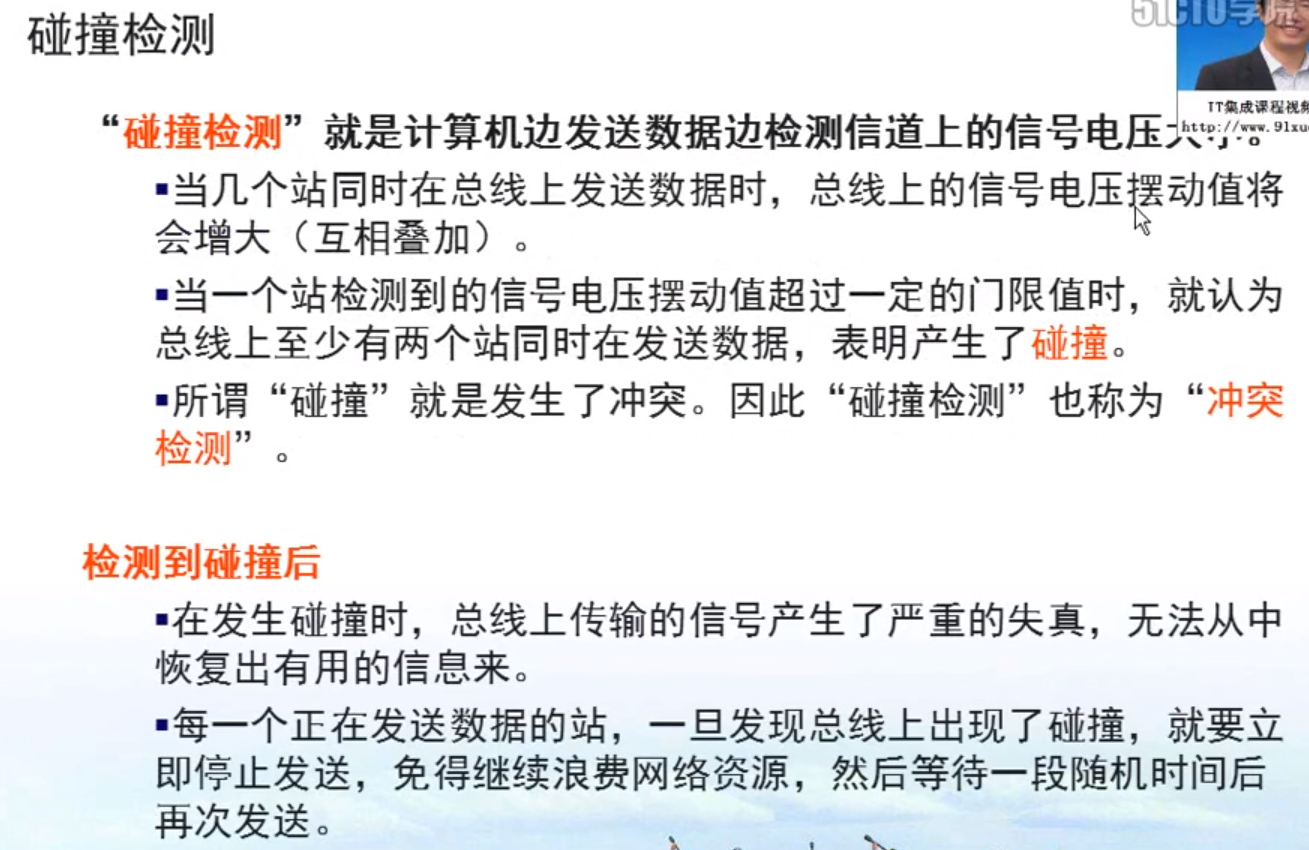 碰撞检测
51CTO学院
IT集成课程视频
http://www.91xue
“碰撞检测”就是计算机边发送数据边检测信道上的信号电压大小。
▪当几个站同时在总线上发送数据时，总线上的信号电压摆动值将
会增大（互相叠加）。
▪当一个站检测到的信号电压摆动值超过一定的门限值时，就认为
总线上至少有两个站同时在发送数据，表明产生了碰撞。
▪所谓“碰撞”就是发生了冲突。因此“碰撞检测”也称为“冲突
检测”。
检测到碰撞后
▪在发生碰撞时，总线上传输的信号产生了严重的失真，无法从中
恢复出有用的信息来。
▪每一个正在发送数据的站，一旦发现总线上出现了碰撞，就要立
即停止发送，免得继续浪费网络资源，然后等待一段随机时间后
再次发送。